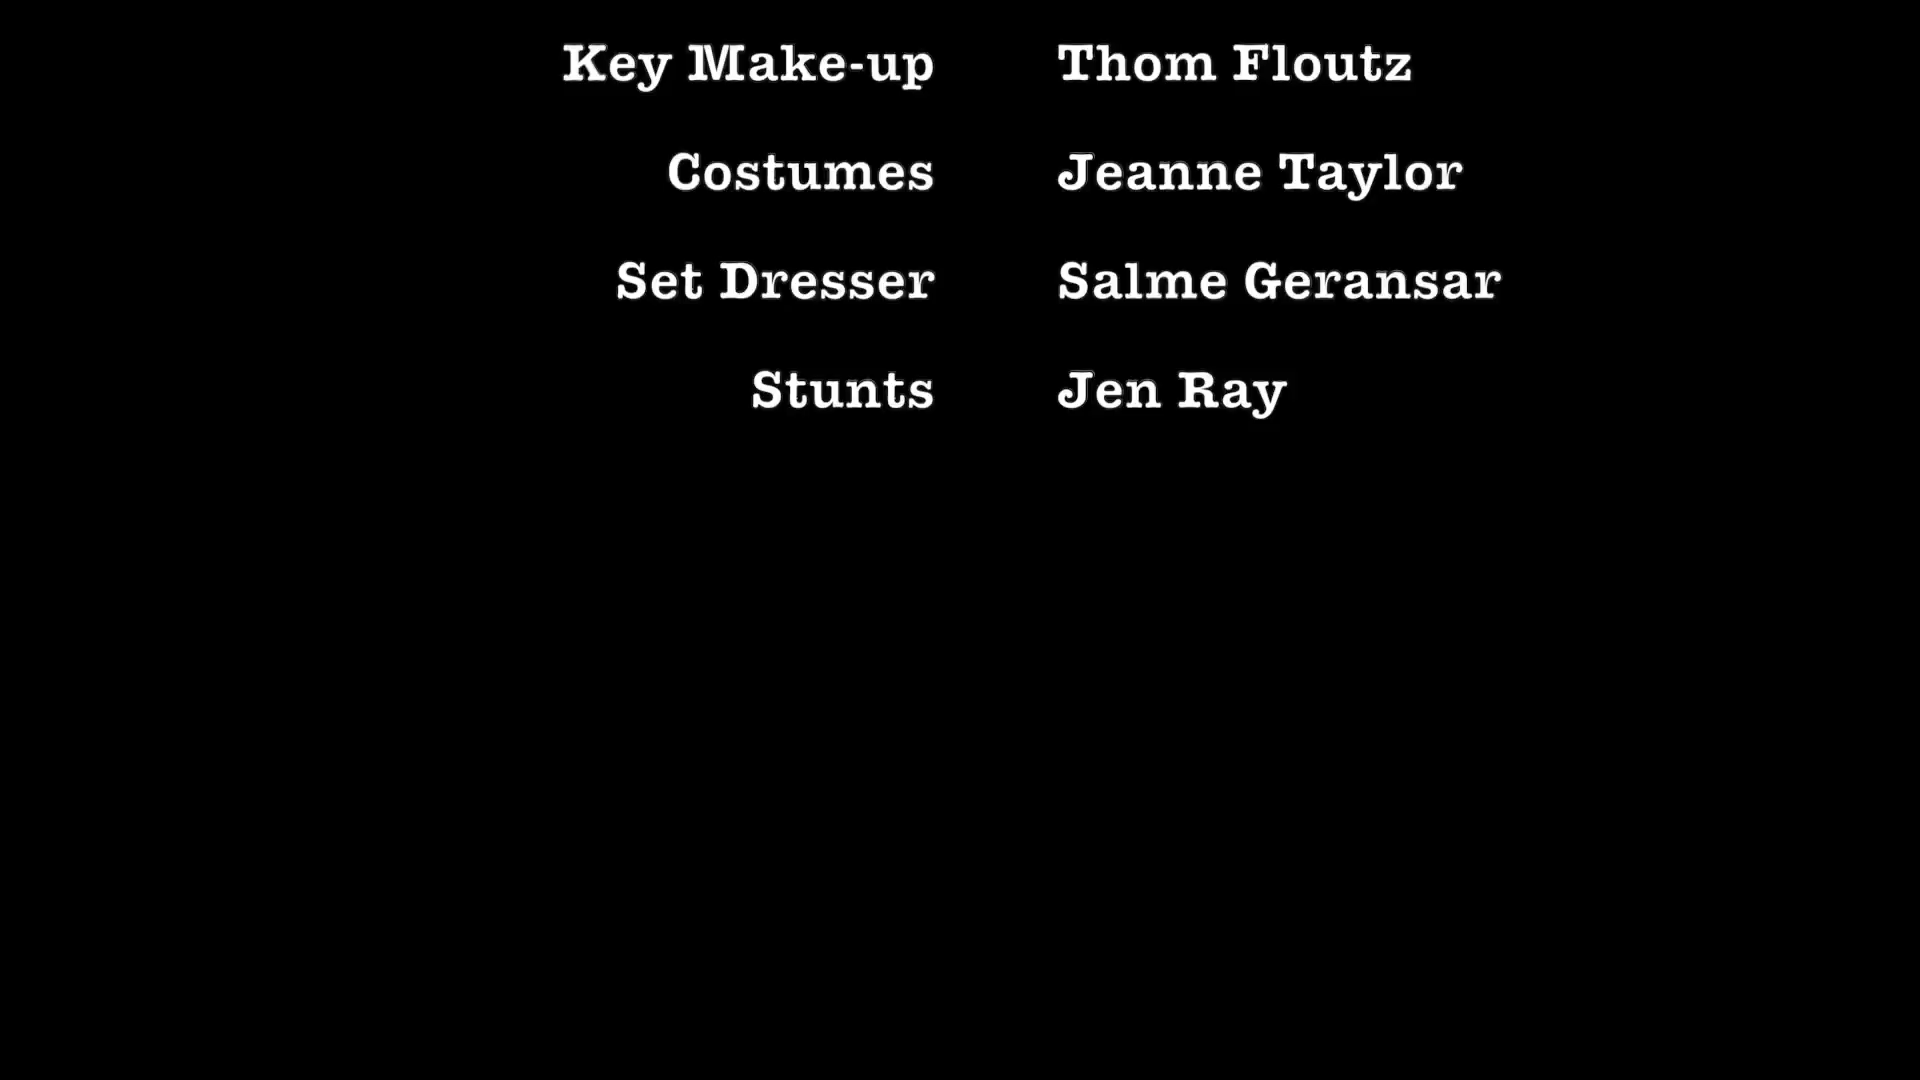 Key Make-up Thom Floutz
Costumes Jeanne Taylor
Set Dresser Salme Geransar
Stunts Jen Ray